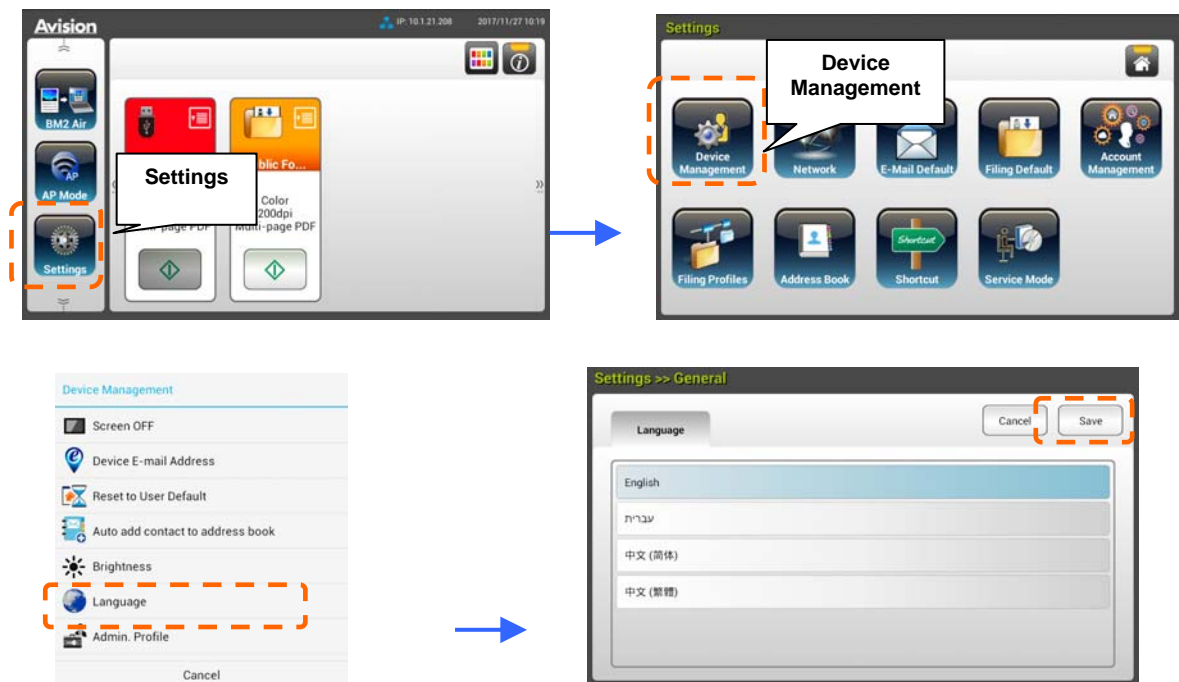 Avision
IP: 10.1.21.208 2017/11/27 10:19
BM2 Air
AP
AP Mode
Settings
Settings
blic Fo...
Color
200dpi
Multi-page PDF
Settings
Device
Management
Device
Management
Network
E-Mail Default
Filing Default
Account
Management
Filing Profiles
Address Book
Shortcut
Shortcut
Service Mode
Device Management
Screen OFF
Device E-mail Address
Reset to User Default
Auto add contact to address book
Brightness
Language
Admin. Profile
Cancel
Settings >> General
Language
Cancel
Save
English
עברית
中文 (简体)
中文 (繁體)